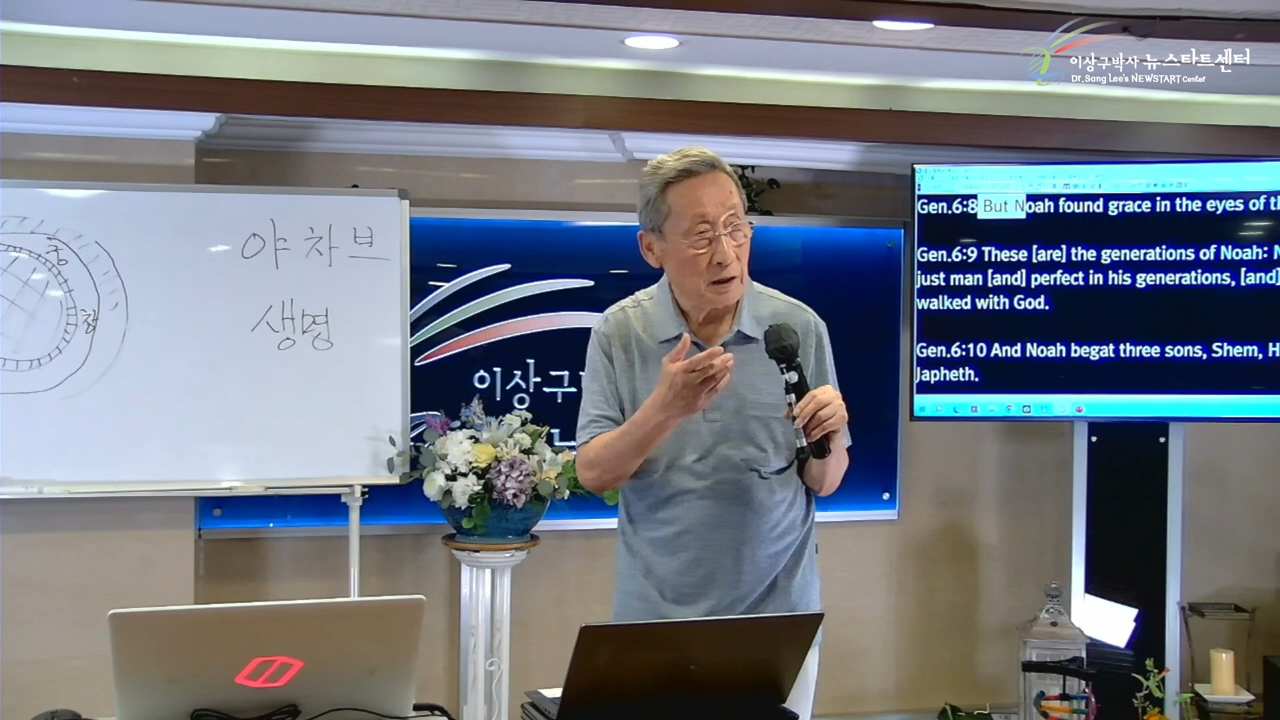 이상구박사 뉴스타트센터
Dr. Sang Lee's NEWSTART Center
야차브
생명
궁
창
이상구
Gen.6:8 But Noah found grace in the eyes of th
Gen.6:9 These [are] the generations of Noah: N
just man [and] perfect in his generations, [and]
walked with God.
Gen.6:10 And Noah begat three sons, Shem, H
Japheth.